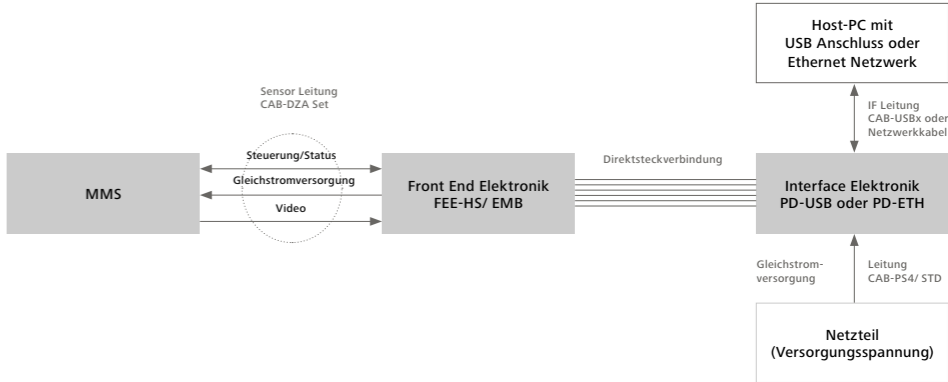 Host-PC mit
USB Anschluss oder
Ethernet Netzwerk
Sensor Leitung
CAB-DZA Set
IF Leitung
CAB-USBx oder
Netzwerkkabel
Steuerung/Status
Direktsteckverbindung
MMS
Gleichstromversorgung
Front End Elektronik
FEE-HS/ EMB
Interface Elektronik
PD-USB oder PD-ETH
Video
Gleichstrom-
versorgung
Leitung
CAB-PS4/ STD
Netzteil
(Versorgungsspannung)